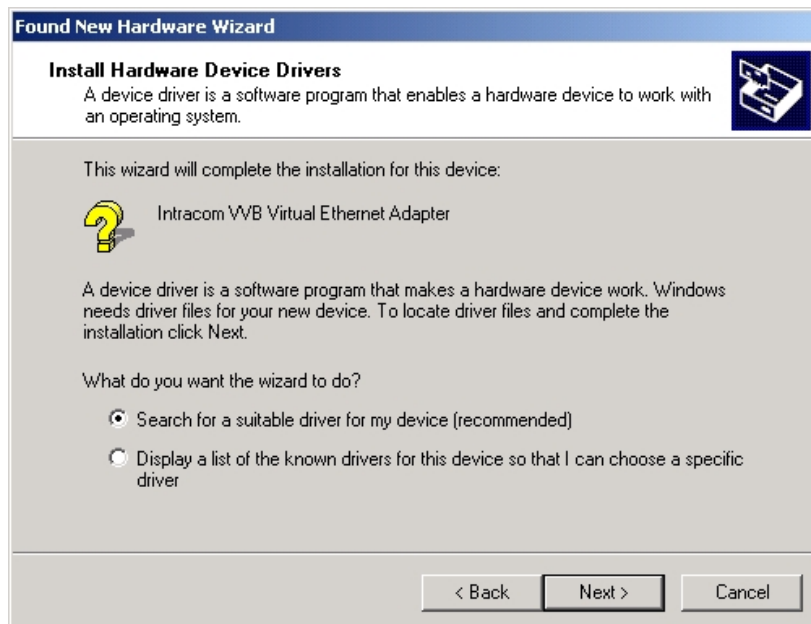 Found New Hardware Wizard
Install Hardware Device Drivers
A device driver is a software program that enables a hardware device to work with
an operating system.
This wizard will complete the installation for this device:
Intracom VVB Virtual Ethernet Adapter
A device driver is a software program that makes a hardware device work. Windows
needs driver files for your new device. To locate driver files and complete the
installation click Next.
What do you want the wizard to do?
Search for a suitable driver for my device (recommended)
Display a list of the known drivers for this device so that I can choose a specific
driver
< Back Next > Cancel